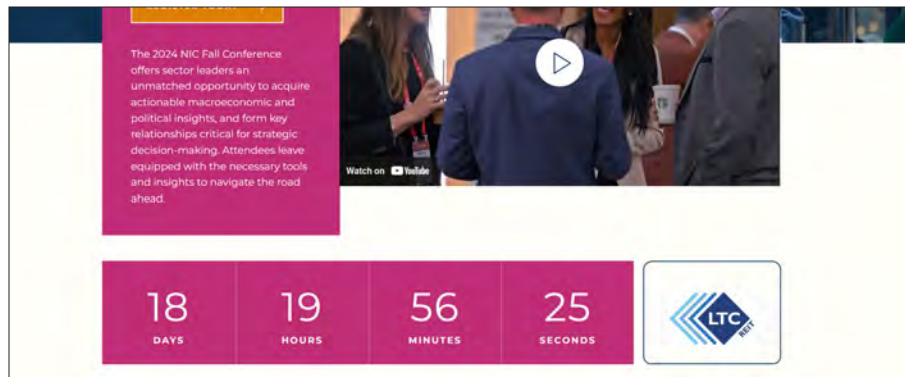 The 2024 NIC Fall Conference
offers sector leaders an
unmatched opportunity to acquire
actionable macroeconomic and
political insights, and form key
relationships critical for strategic
decision-making. Attendees leave
equipped with the necessary tools
and insights to navigate the road
ahead.
Watch on YouTube
18 19 56 25
DAYS HOURS MINUTES SECONDS
LTC
REIT